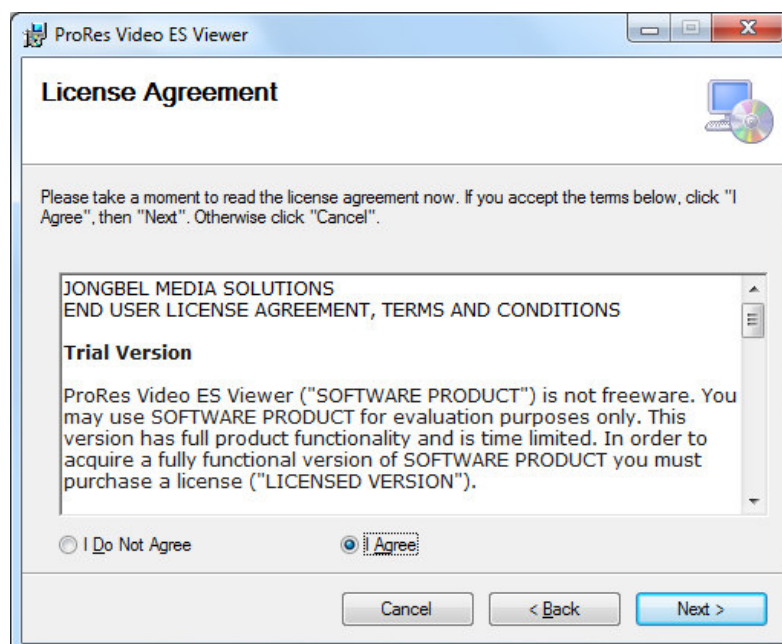 ProRes Video ES Viewer
License Agreement
Please take a moment to read the license agreement now. If you accept the terms below, click "I
Agree", then "Next". Otherwise click "Cancel".
JONGBEL MEDIA SOLUTIONS
END USER LICENSE AGREEMENT, TERMS AND CONDITIONS
Trial Version
ProRes Video ES Viewer ("SOFTWARE PRODUCT") is not freeware. You
may use SOFTWARE PRODUCT for evaluation purposes only. This
version has full product functionality and is time limited. In order to
acquire a fully functional version of SOFTWARE PRODUCT you must
purchase a license ("LICENSED VERSION").
I Do Not Agree
I Agree
Cancel
< Back
Next >